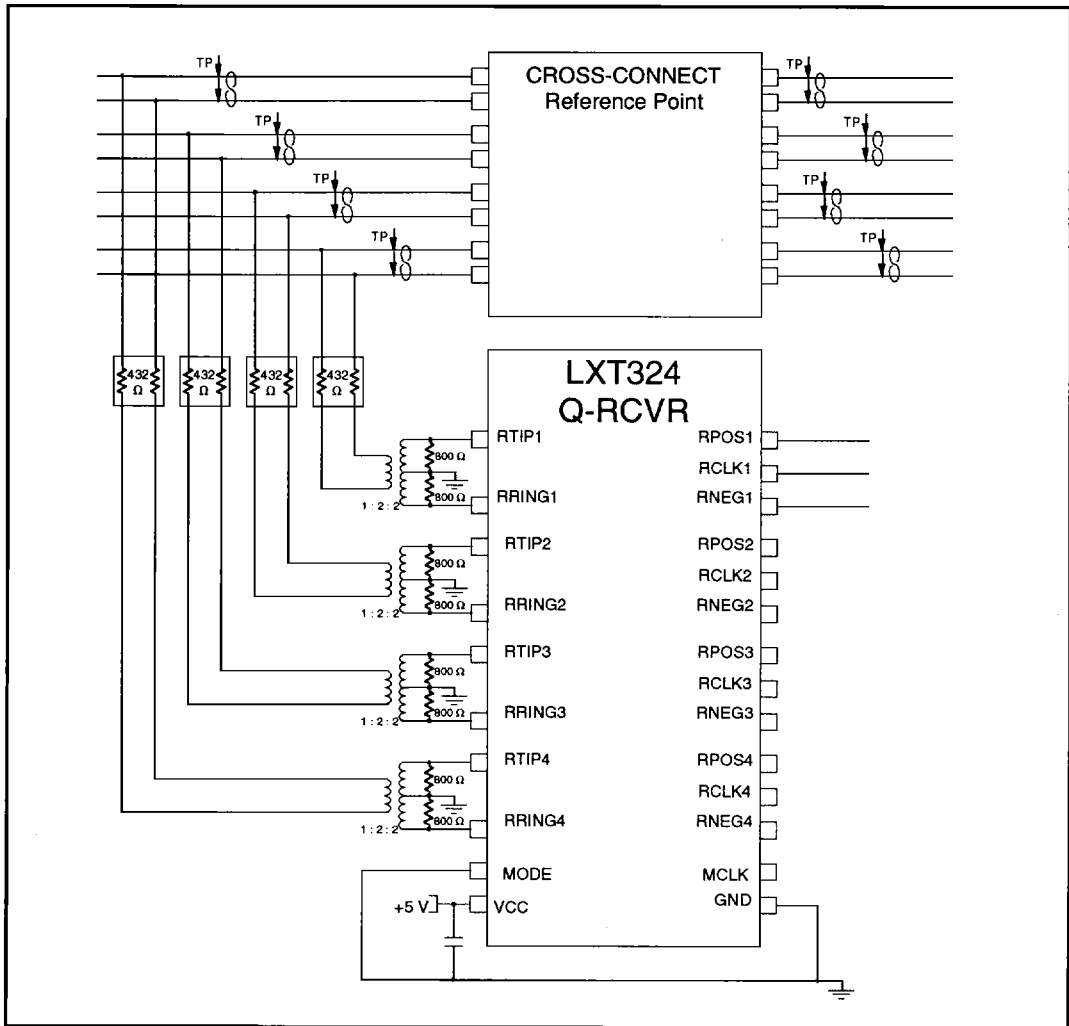 TP
TP
TP
TP
CROSS-CONNECT
Reference Point
TP
TP
TP
TP
432
Ω
432
Ω
432
Ω
432
Ω
LXT324
Q-RCVR
RTIP1
RRING1
RTIP2
RRING2
RTIP3
RRING3
RTIP4
RRING4
MODE
VCC
RPOS1
RCLK1
RNEG1
RPOS2
RCLK2
RNEG2
RPOS3
RCLK3
RNEG3
RPOS4
RCLK4
RNEG4
MCLK
GND
800 Ω
800 Ω
1 : 2 : 2
800 Ω
800 Ω
1 : 2 : 2
800 Ω
800 Ω
1 : 2 : 2
800 Ω
800 Ω
1 : 2 : 2
+5 V